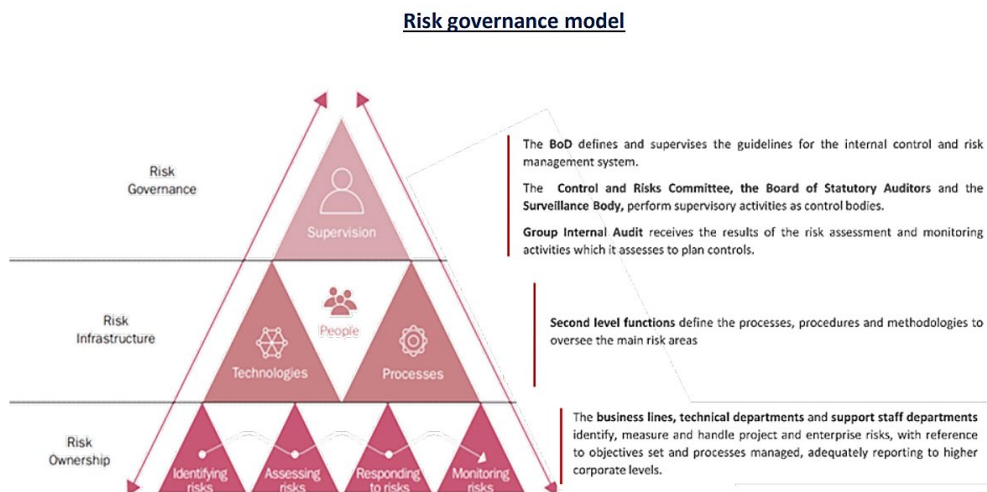 Risk governance model
Risk
Governance
Supervision
The BoD defines and supervises the guidelines for the internal control and risk
management system.
The Control and Risks Committee, the Board of Statutory Auditors and the
Surveillance Body, perform supervisory activities as control bodies.
Group Internal Audit receives the results of the risk assessment and monitoring
activities which it assesses to plan controls.
Risk
Infrastructure
People
Technologies
Processes
Second level functions define the processes, procedures and methodologies to
oversee the main risk areas
Risk
Ownership
Identifying
risks
Assessing
risks
Responding
to risks
Monitoring
risks
The business lines, technical departments and support staff departments
identify, measure and handle project and enterprise risks, with reference
to objectives set and processes managed, adequately reporting to higher
corporate levels.